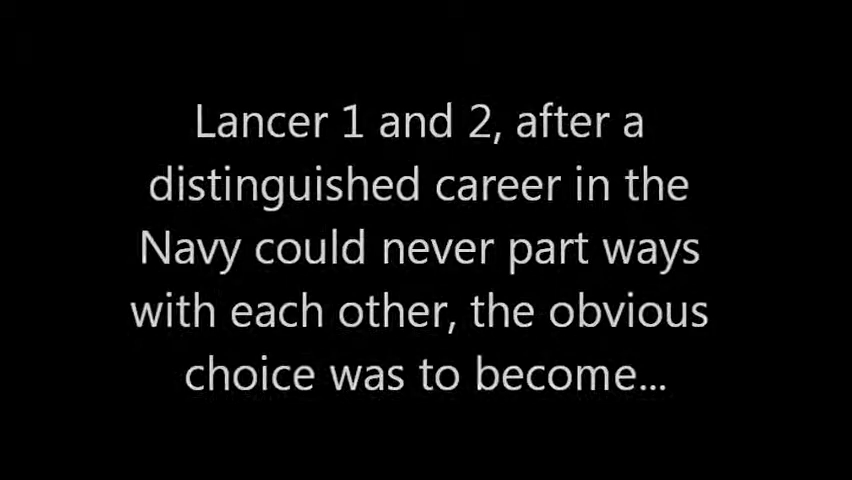 Lancer 1 and 2, after a
distinguished career in the
Navy could never part ways
with each other, the obvious
choice was to become...